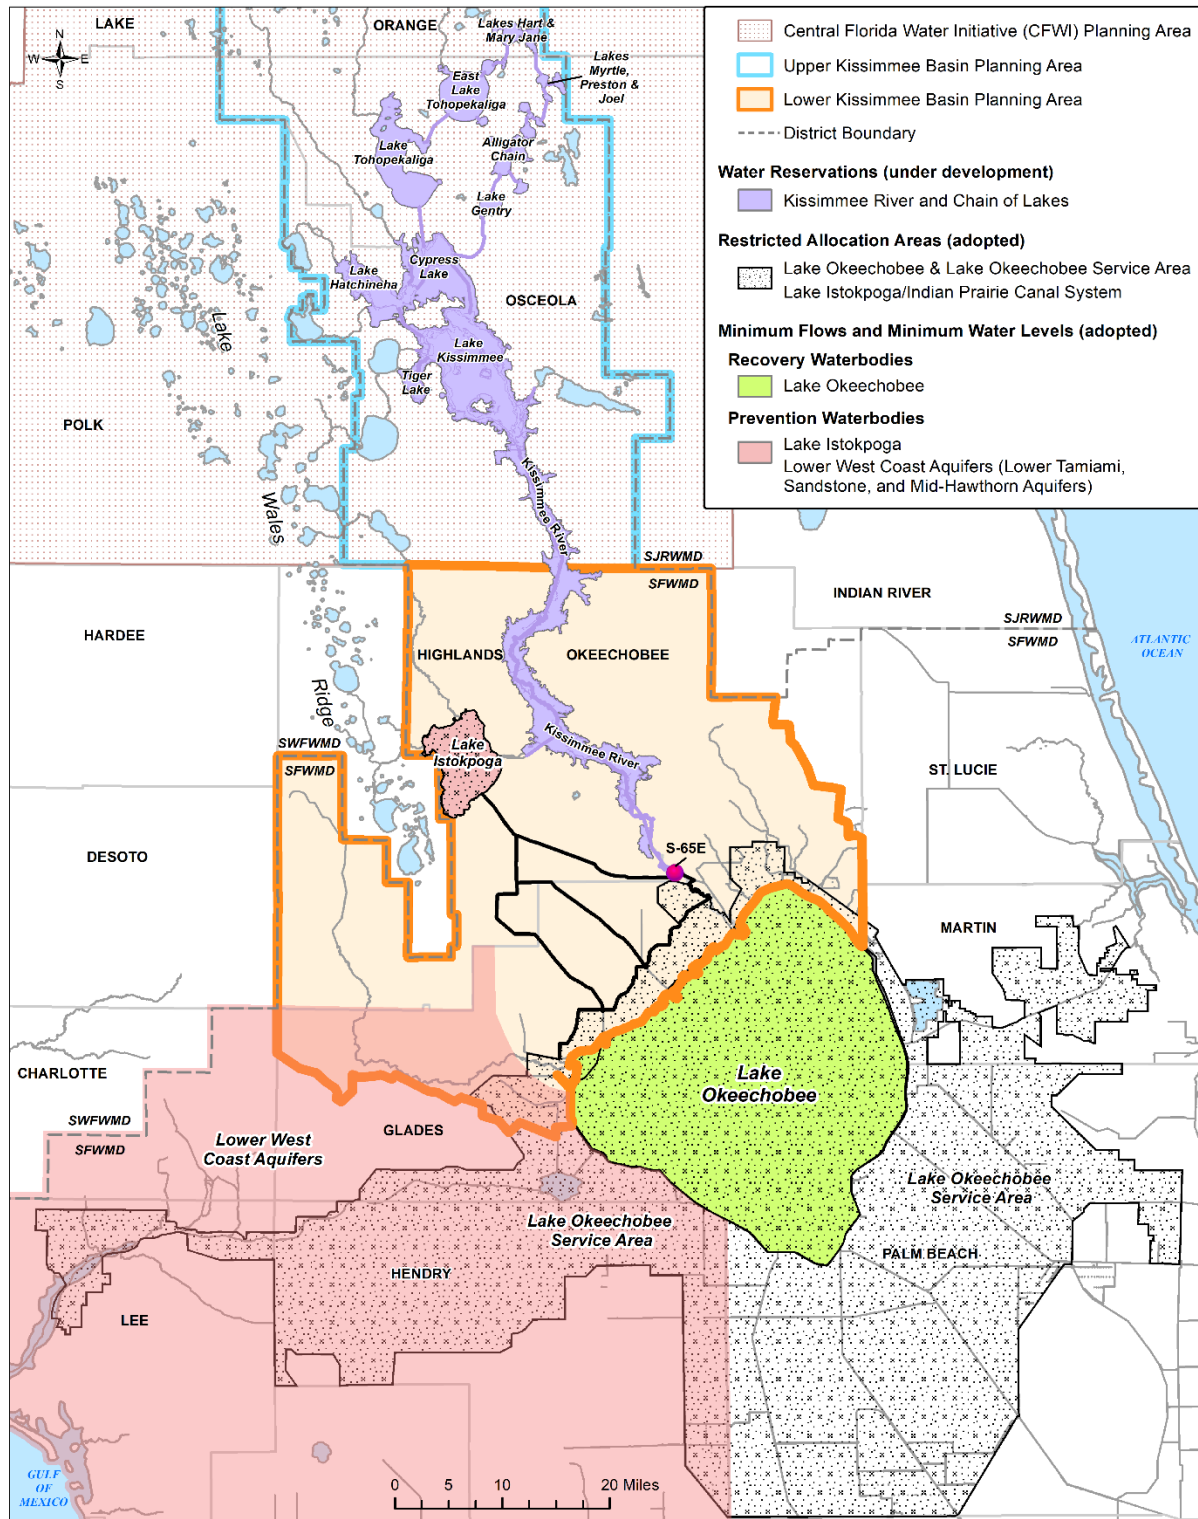 Central Florida Water Initiative (CFWI) Planning Area
Upper Kissimmee Basin Planning Area
Lower Kissimmee Basin Planning Area
District Boundary
Water Reservations (under development)
Kissimmee River and Chain of Lakes
Restricted Allocation Areas (adopted)
Lake Okeechobee & Lake Okeechobee Service Area
Lake Istokpoga/Indian Prairie Canal System
Minimum Flows and Minimum Water Levels (adopted)
Recovery Waterbodies
Lake Okeechobee
Prevention Waterbodies
Lake Istokpoga
Lower West Coast Aquifers (Lower Tamiami,
Sandstone, and Mid-Hawthorn Aquifers)
LAKE
ORANGE
N
W
E
S
Lakes Hart &
Mary Jane
Lakes
Myrtle,
Preston &
Joel
East
Lake
Tohopekaliga
Lake
Tohopekaliga
Alligator
Chain
Lake
Gentry
Cypress
Lake
Lake
Hatchineha
OSCEOLA
Lake
Kissimmee
Tiger
Lake
POLK
Lake
Wales
Ridge
Kissimmee River
SJRWMD
SFWMD
INDIAN RIVER
SJRWMD
SFWMD
ATLANTIC
OCEAN
HARDEE
HIGHLANDS
OKEECHOBEE
Kissimmee River
Lake
Istokpoga
SWFWMD
SFWMD
ST. LUCIE
DESOTO
S-65E
MARTIN
CHARLOTTE
SWFWMD
SFWMD
GLADES
Lower West
Coast Aquifers
Lake
Okeechobee
Lake Okeechobee
Service Area
Lake Okeechobee
Service Area
PALM BEACH
HENDRY
LEE
GULF
OF
MEXICO
0 5 10 20 Miles